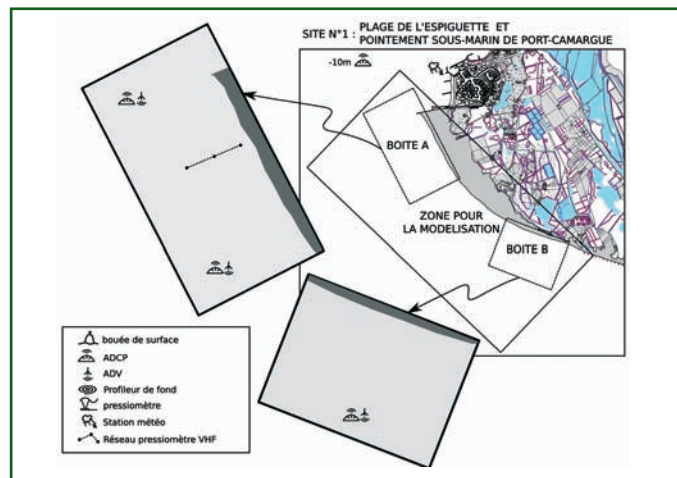 SITE N°1 : PLAGE DE L'ESPIGUETTE ET
POINTEMENT SOUS-MARIN DE PORT-CAMARGUE
-10m
BOITE A
ZONE POUR
LA MODELISATION
BOITE B
bouée de surface
ADCP
ADV
Profileur de fond
pressiomètre
Station météo
Réseau pressiomètre VHF